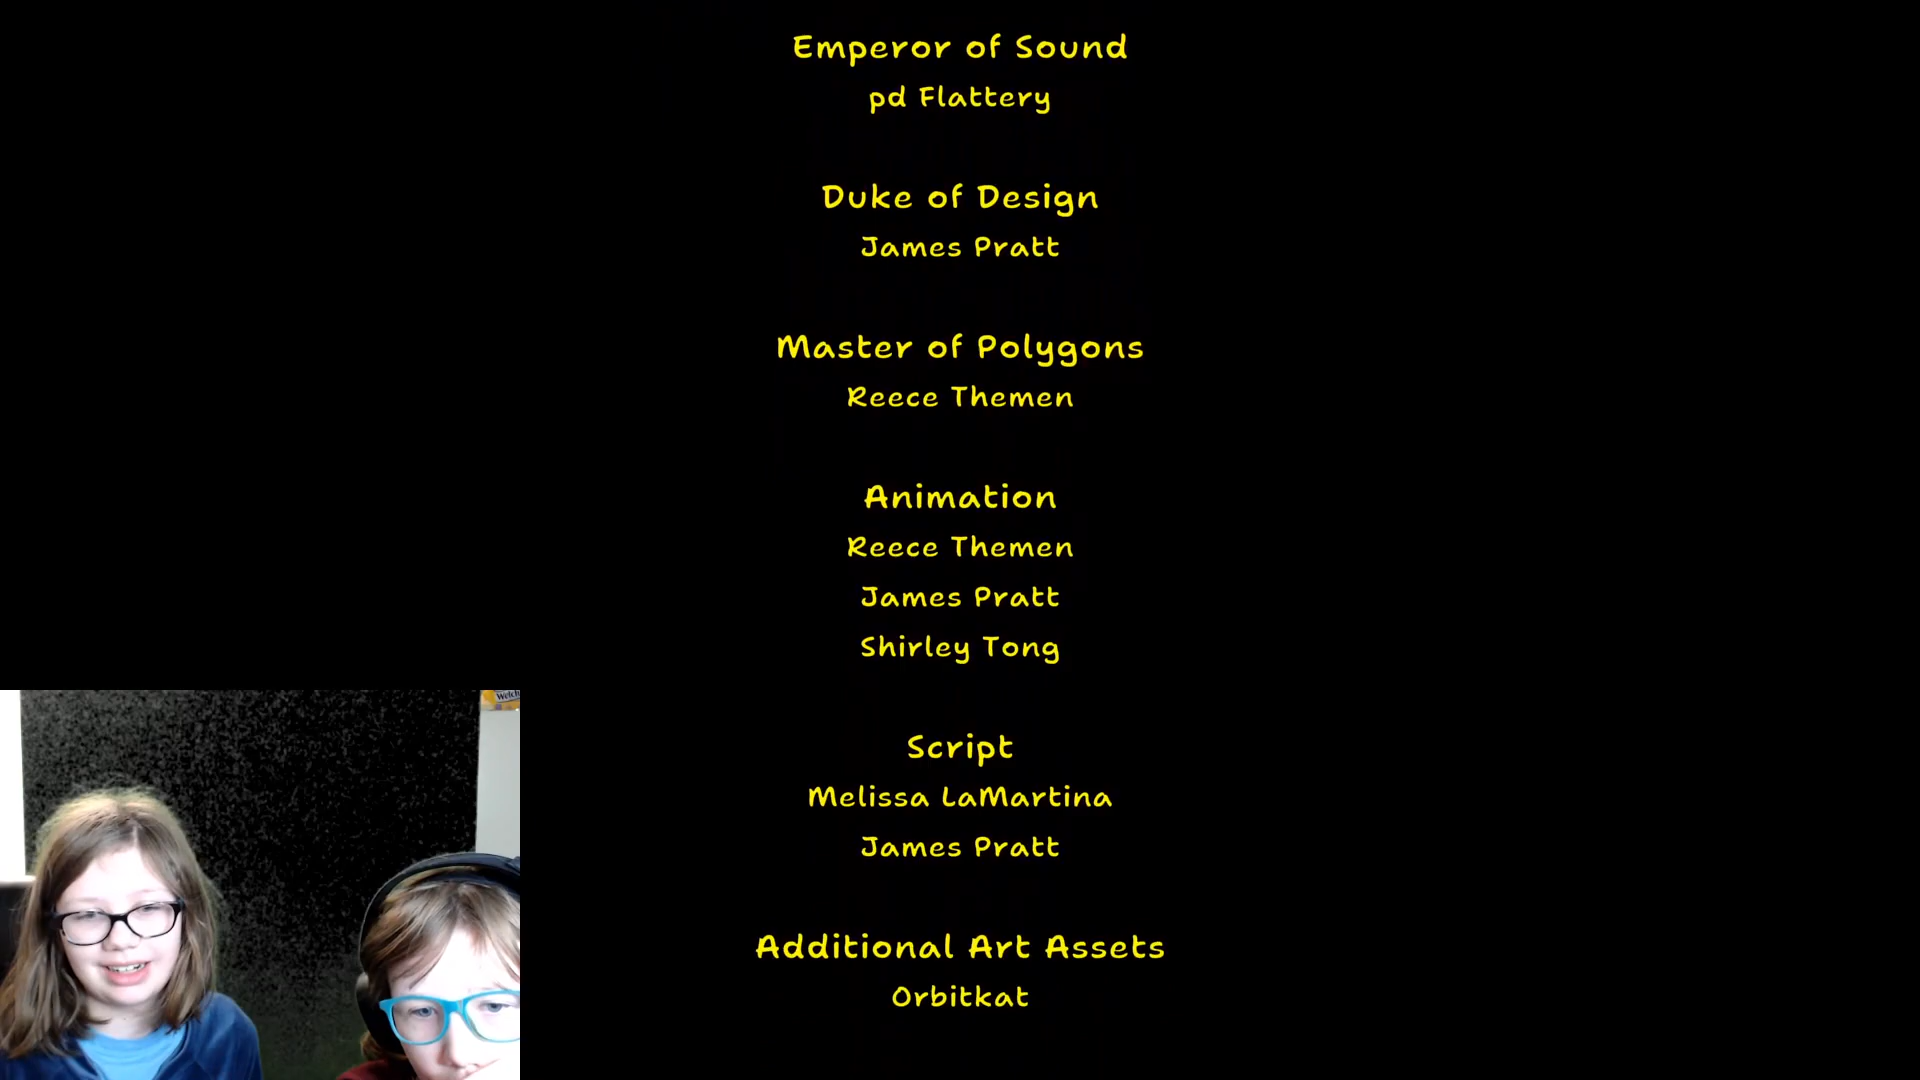 Emperor of Sound
pd Flattery
Duke of Design
James Pratt
Master of Polygons
Reece Themen
Animation
Reece Themen
James Pratt
Shirley Tong
Script
Melissa LaMartina
James Pratt
Additional Art Assets
Orbitkat